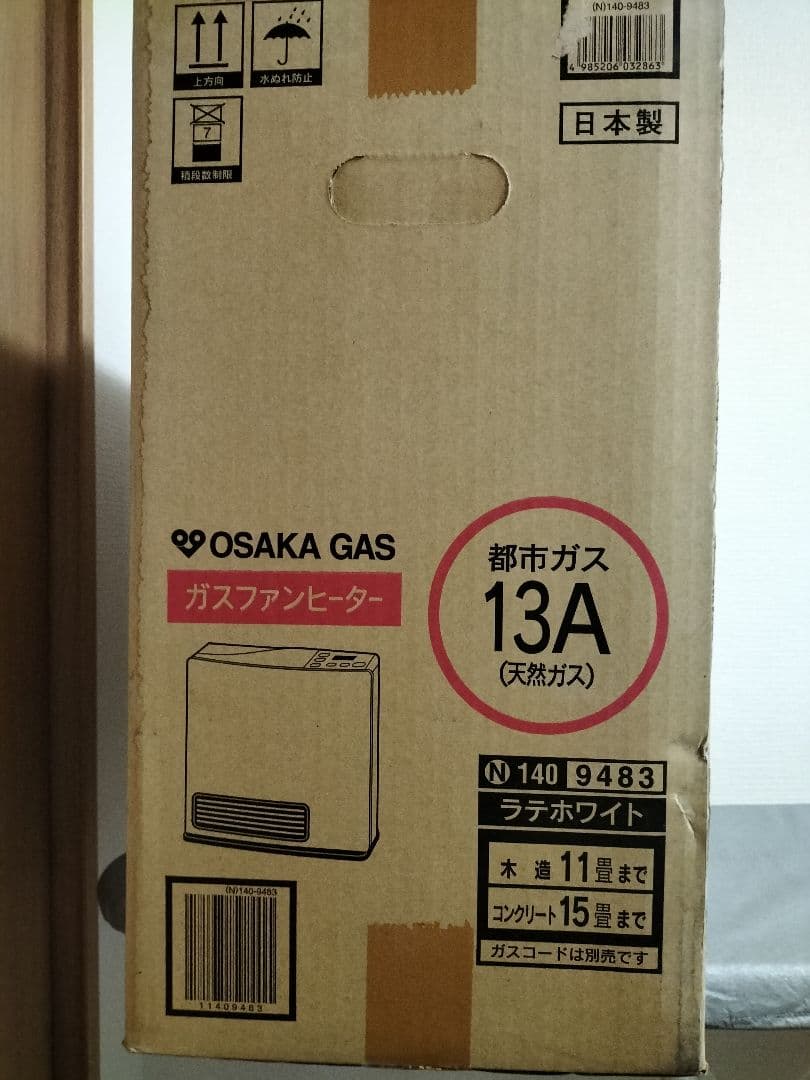 上方向
水ぬれ防止
(N)140-9483
4 985206 032863
7
積段数制限
日本製
OSAKA GAS
ガスファンヒーター
都市ガス
13A
(天然ガス)
N 140 9483
ラテホワイト
木造 11畳まで
コンクリート 15畳まで
ガスコードは別売です
(N)140-9483
11409483